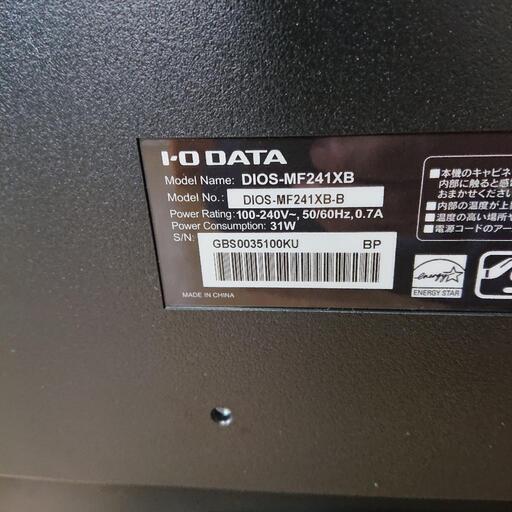 I-O DATA
Model Name: DIOS-MF241XB
Model No.: DIOS-MF241XB-B
Power Rating: 100-240V~, 50/60Hz, 0.7A
Power Consumption: 31W
S/N: GBS0035100KU BP
MADE IN CHINA
■本機のキャビネ
内部に触ると感
おまかせください
■内部の温度が上
■温度の高い場所や
■電源コードのアー
energy
ENERGY STAR